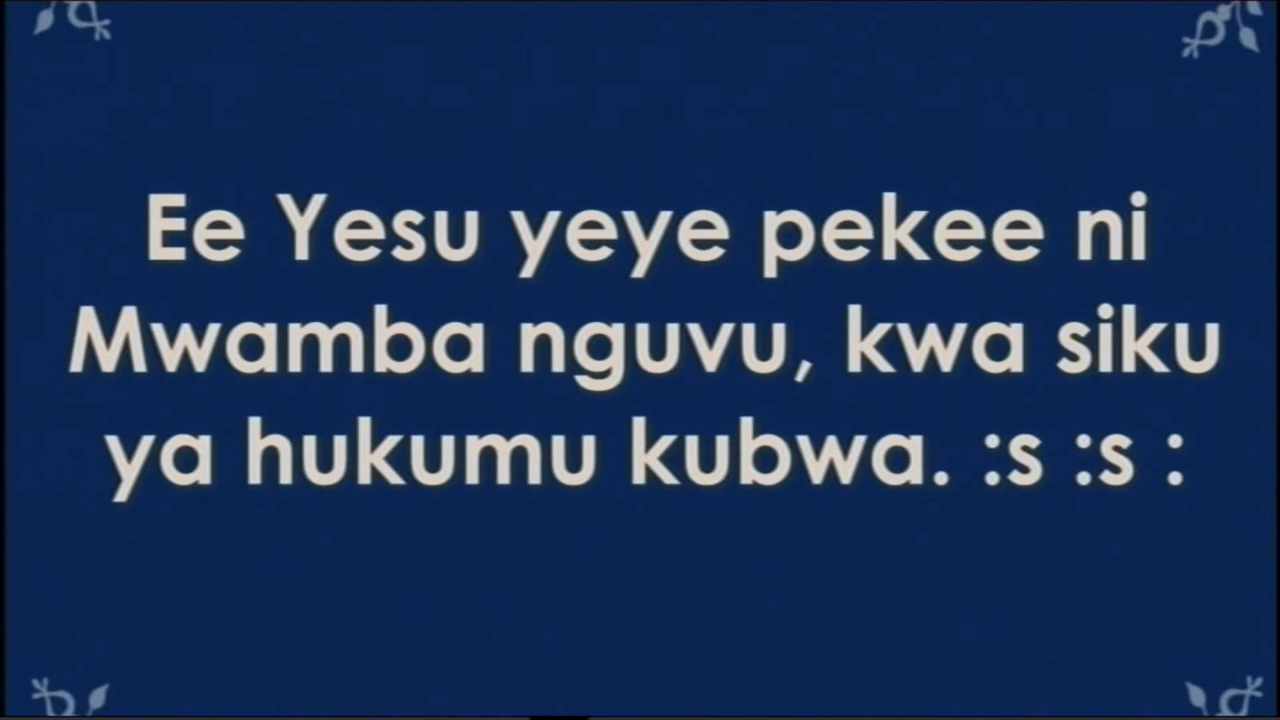 Ee Yesu yeye pekee ni
Mwamba nguvu, kwa siku
ya hukumu kubwa. :s :s :